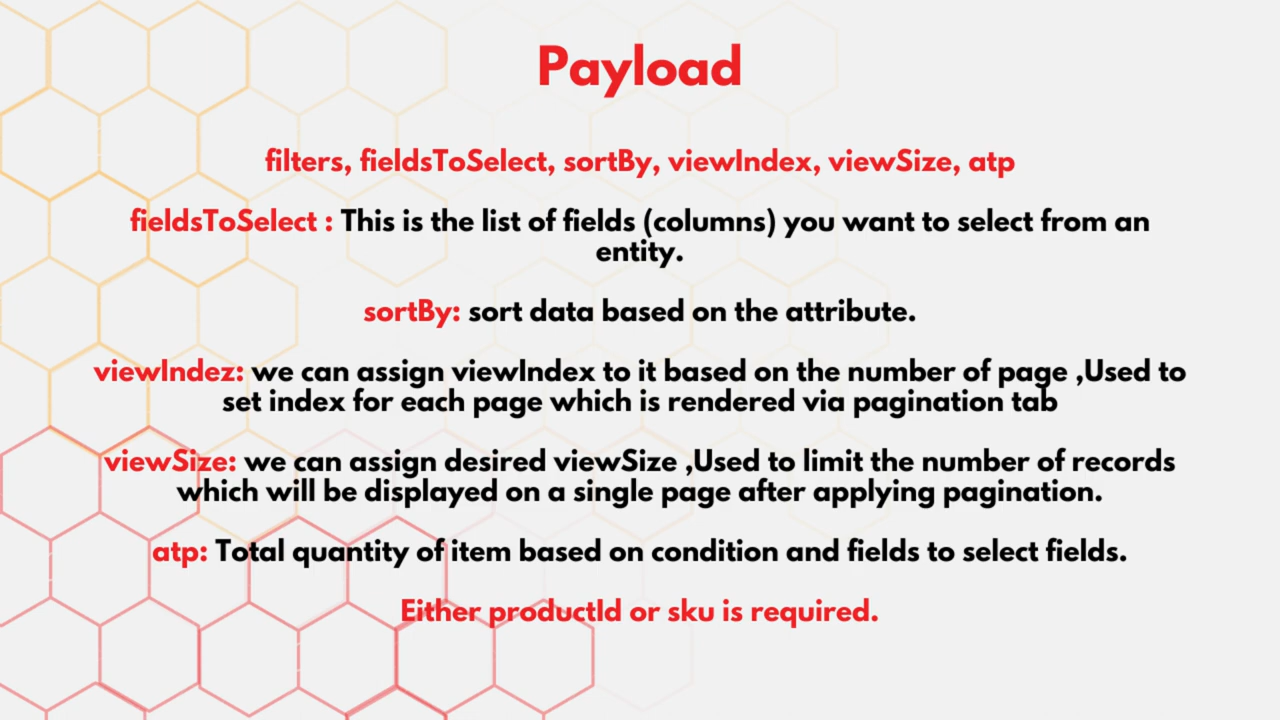 Payload
filters, fieldsToSelect, sortBy, viewIndex, viewSize, atp
fieldsToSelect : This is the list of fields (columns) you want to select from an
entity.
sortBy: sort data based on the attribute.
viewIndez: we can assign viewIndex to it based on the number of page ,Used to
set index for each page which is rendered via pagination tab
viewSize: we can assign desired viewSize ,Used to limit the number of records
which will be displayed on a single page after applying pagination.
atp: Total quantity of item based on condition and fields to select fields.
Either productId or sku is required.